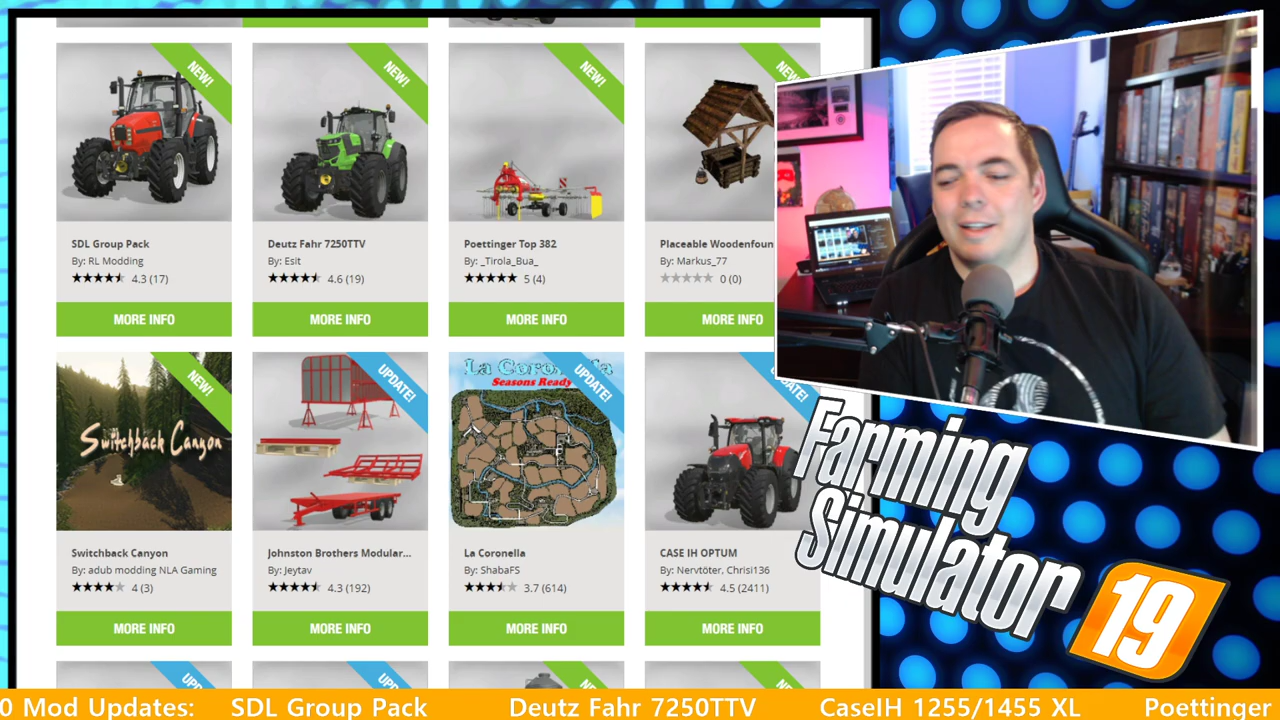 NEW!
NEW!
NEW!
NEW!
SDL Group Pack
By: RL Modding
4.3 (17)
MORE INFO
Deutz Fahr 7250TTV
By: Esit
4.6 (19)
MORE INFO
Poettinger Top 382
By: _Tirola_Bua_
5 (4)
MORE INFO
Placeable Woodenfoun
By: Markus_77
0 (0)
MORE INFO
NEW!
Switchback Canyon
Switchback Canyon
By: adub modding NLA Gaming
4 (3)
MORE INFO
UPDATE!
Johnston Brothers Modular...
By: Jeytav
4.3 (192)
MORE INFO
La Coronella
Seasons Ready
UPDATE!
La Coronella
By: ShabaFS
3.7 (614)
MORE INFO
UPDATE!
CASE IH OPTUM
By: Nervtöter, Chrisi136
4.5 (2411)
MORE INFO
Farming
Simulator
19
0 Mod Updates: SDL Group Pack Deutz Fahr 7250TTV CaseIH 1255/1455 XL Poettinger